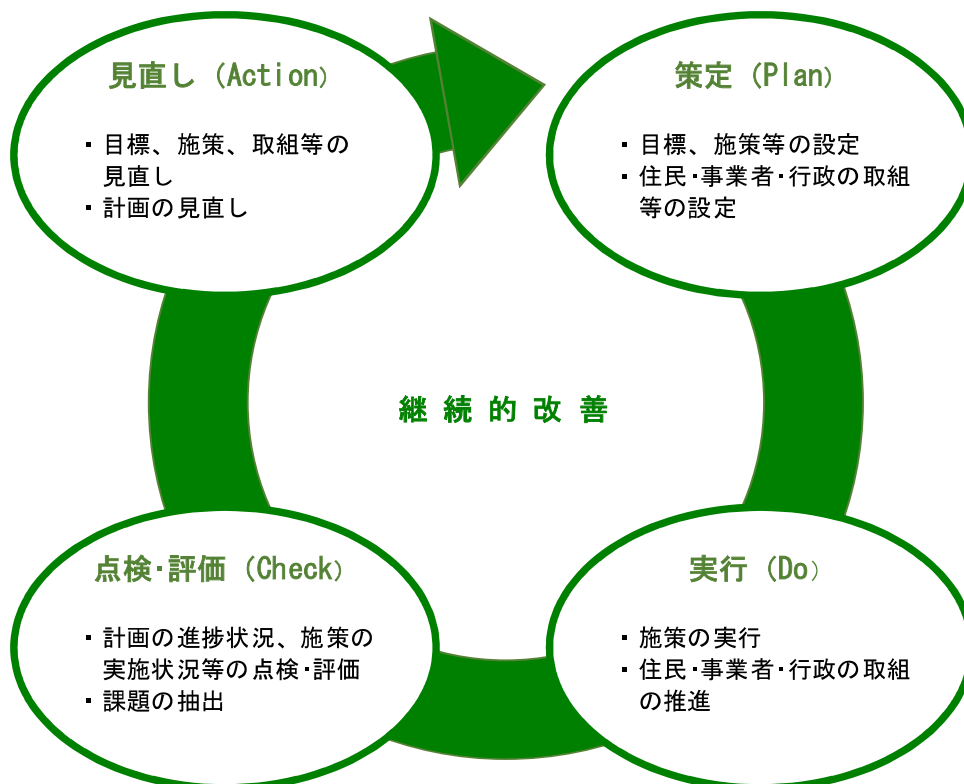 見直し（Action）
・目標、施策、取組等の
見直し
・計画の見直し
策定（Plan）
・目標、施策等の設定
・住民･事業者･行政の取組
等の設定
継続的改善
点検･評価（Check）
・計画の進捗状況、施策の
実施状況等の点検･評価
・課題の抽出
実行（Do）
・施策の実行
・住民･事業者･行政の取組
の推進